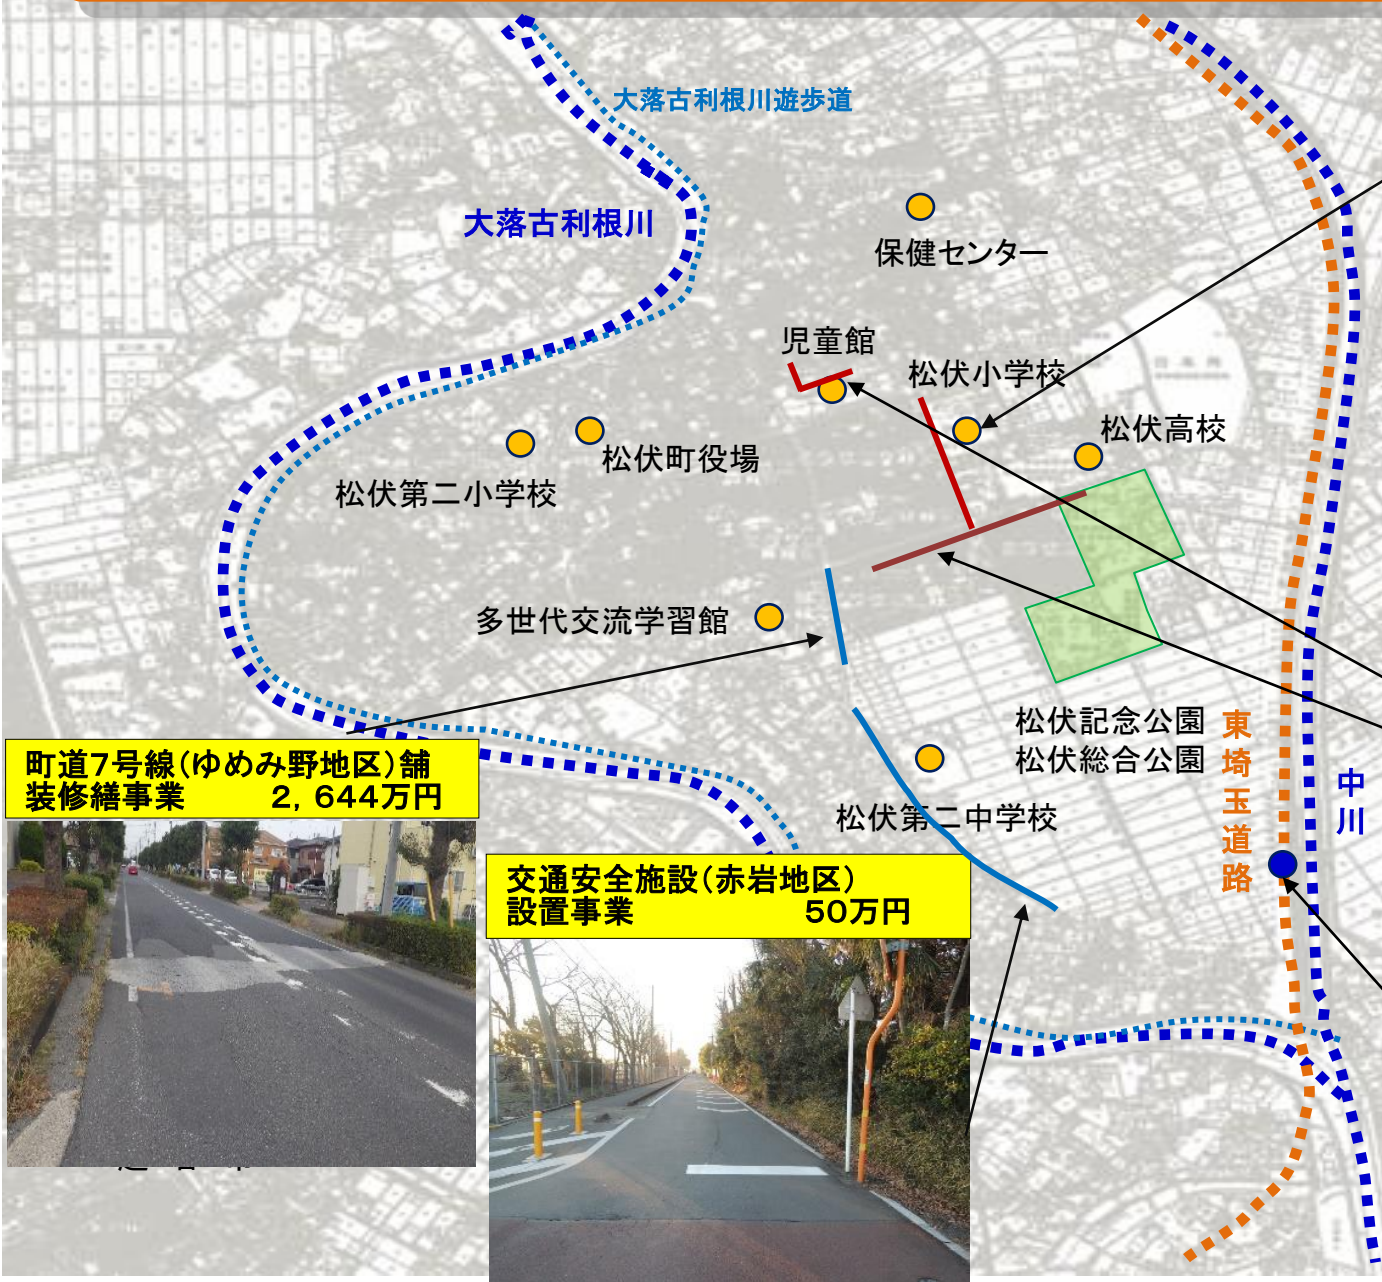 大落古利根川遊歩道
大落古利根川
保健センター
児童館
松伏小学校
松伏高校
松伏町役場
松伏第二小学校
多世代交流学習館
松伏記念公園
松伏総合公園
東埼玉道路
中川
松伏第二中学校
町道7号線(ゆめみ野地区)舗
装修繕事業 2,644万円
交通安全施設(赤岩地区)
設置事業 50万円